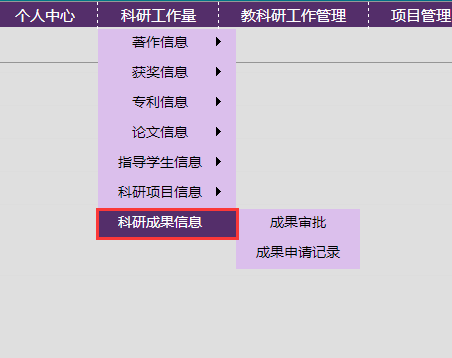 个人中心 科研工作量 教科研工作管理 项目管理
著作信息
获奖信息
专利信息
论文信息
指导学生信息
科研项目信息
科研成果信息 成果审批
成果申请记录